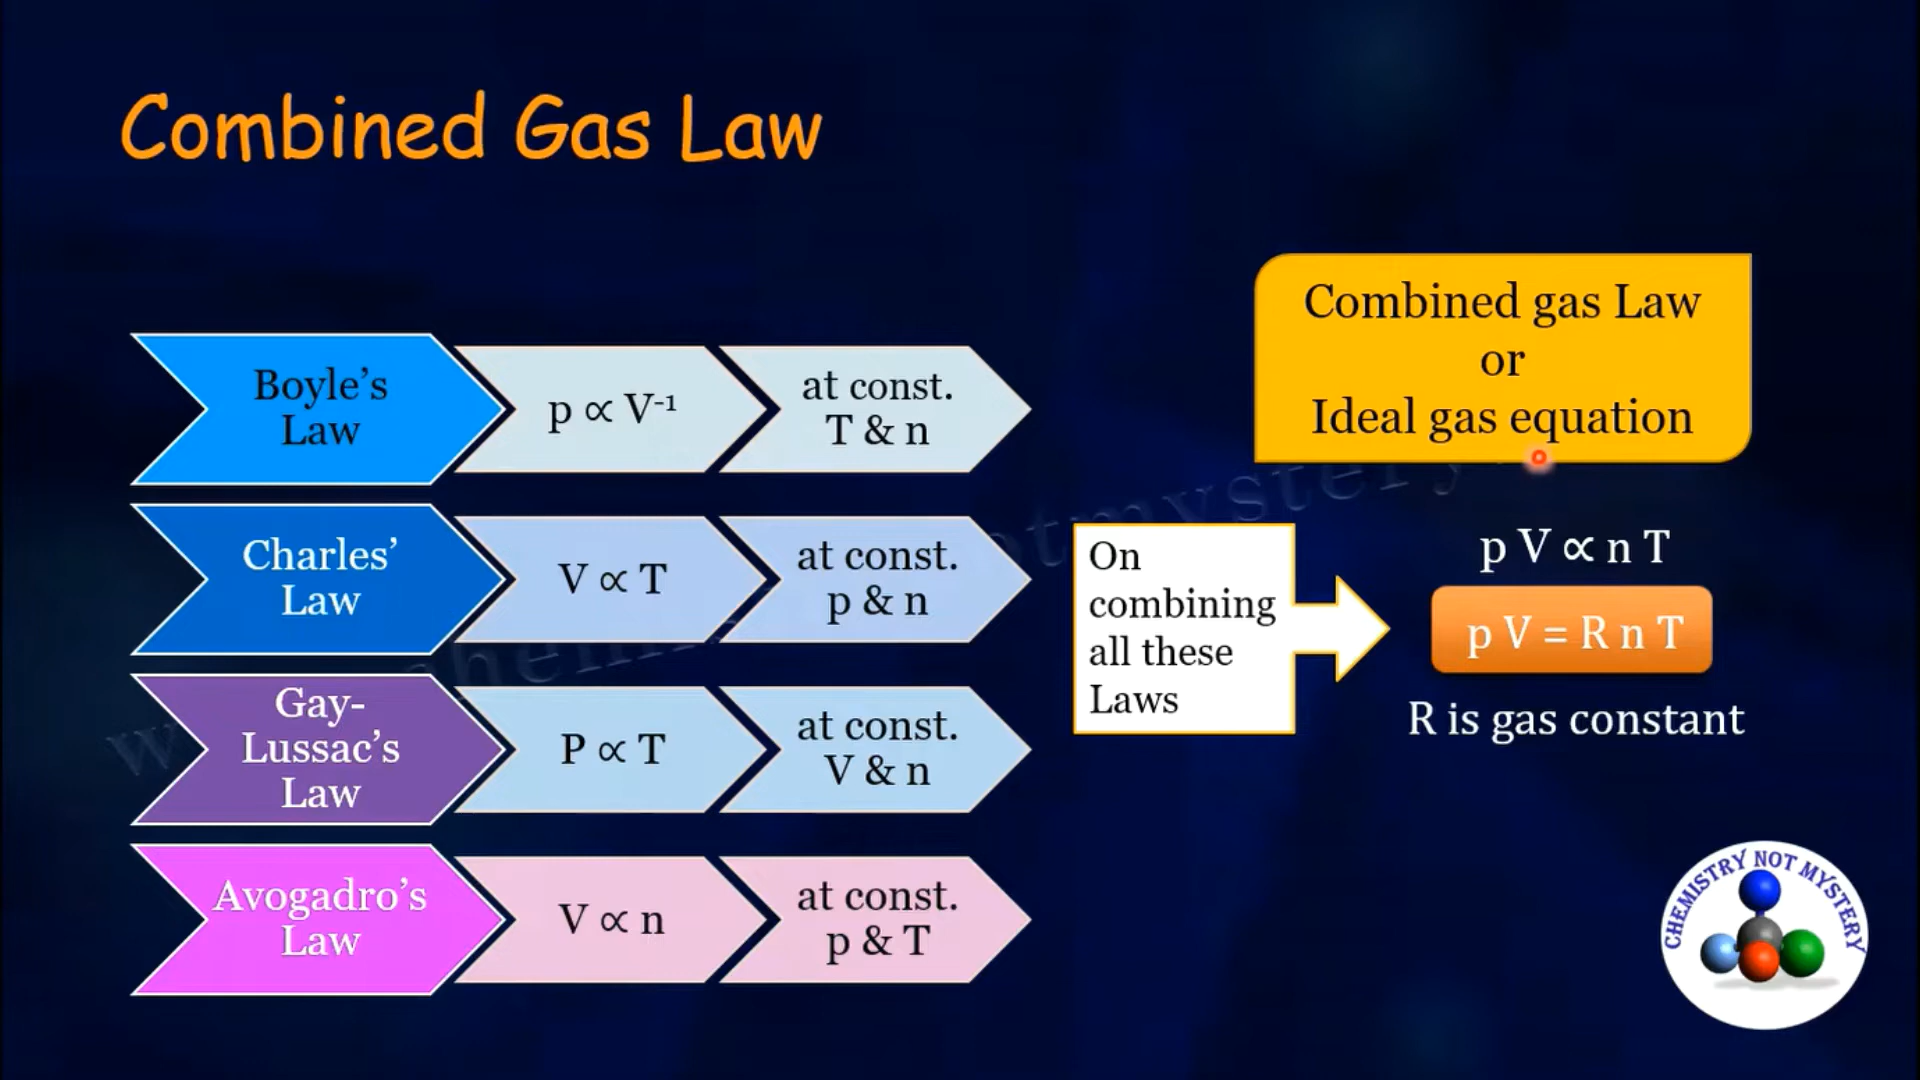 Combined Gas Law
Boyle’s
Law
p ∝ V⁻¹
at const.
T & n
Charles’
Law
V ∝ T
at const.
p & n
Gay-
Lussac’s
Law
P ∝ T
at const.
V & n
Avogadro’s
Law
V ∝ n
at const.
p & T
On
combining
all these
Laws
Combined gas Law
or
Ideal gas equation
p V ∝ n T
p V = R n T
R is gas constant
CHEMISTRY NOT MYSTERY